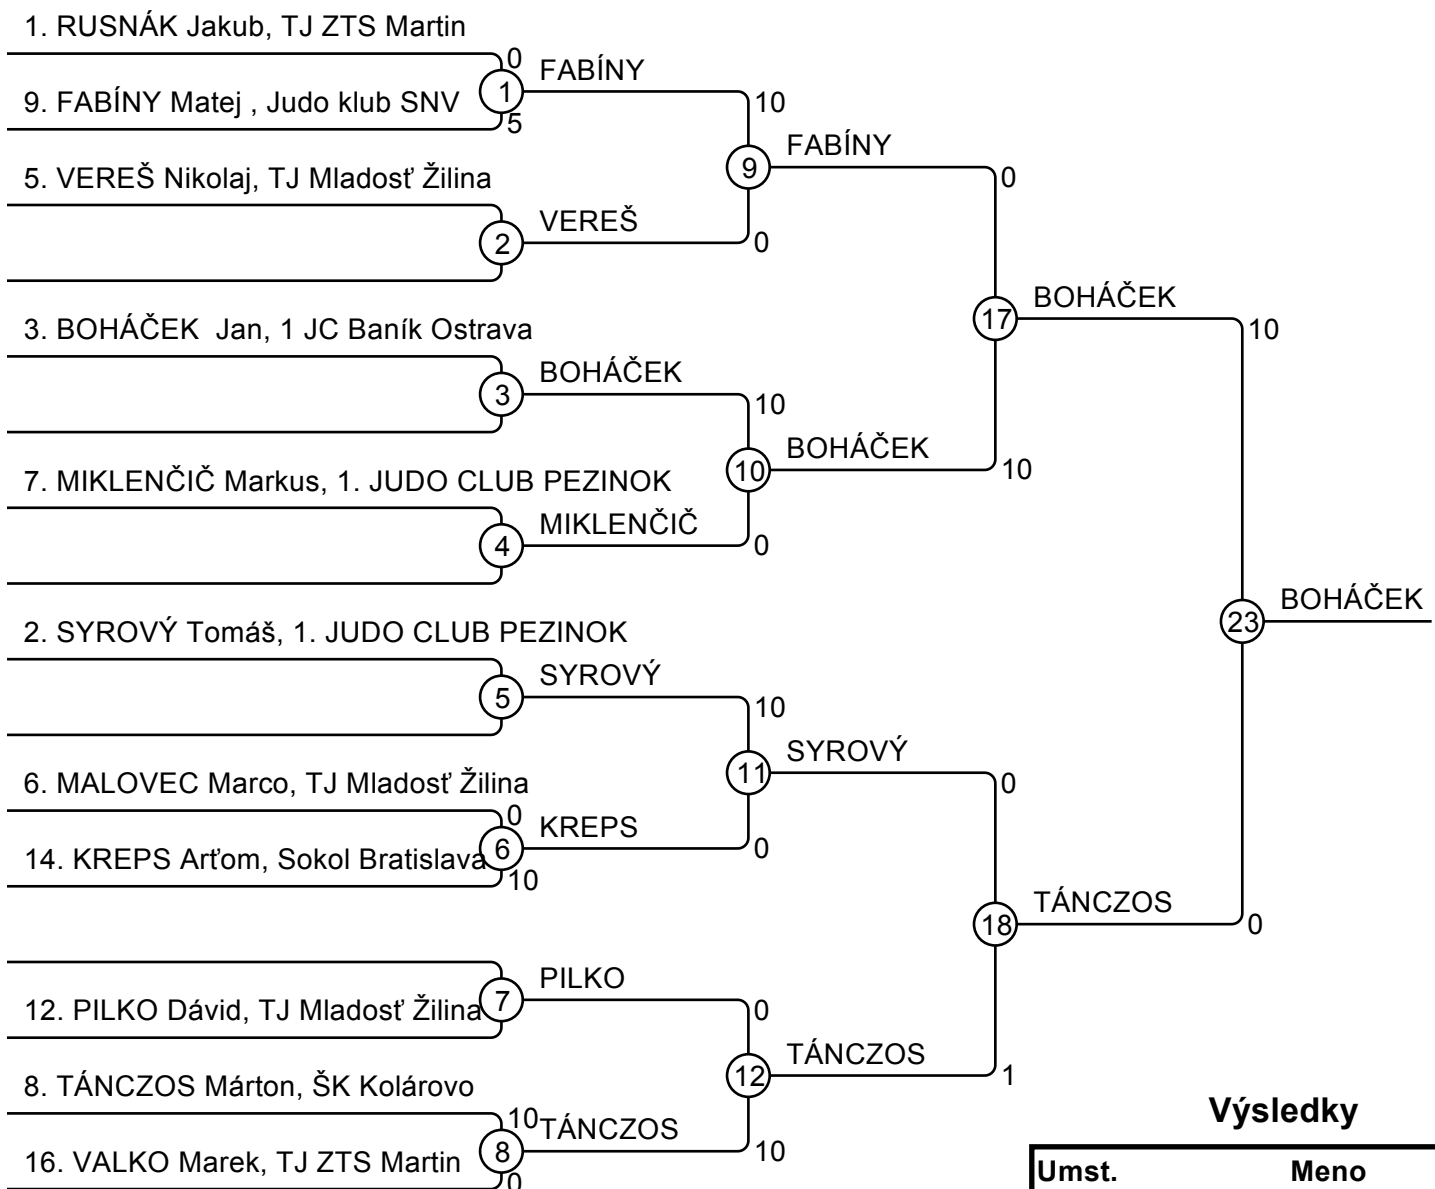 1. RUSNÁK Jakub, TJ ZTS Martin
0
1
FABÍNY
9. FABÍNY Matej , Judo klub SNV
5
10
9
FABÍNY
5. VEREŠ Nikolaj, TJ Mladosť Žilina
2
VEREŠ
0
0
17
BOHÁČEK
3. BOHÁČEK  Jan, 1 JC Baník Ostrava
3
BOHÁČEK
10
10
BOHÁČEK
10
10
7. MIKLENČIČ Markus, 1. JUDO CLUB PEZINOK
4
MIKLENČIČ
0
23
BOHÁČEK
2. SYROVÝ Tomáš, 1. JUDO CLUB PEZINOK
5
SYROVÝ
10
11
SYROVÝ
0
6. MALOVEC Marco, TJ Mladosť Žilina
0
6
KREPS
0
14. KREPS Arťom, Sokol Bratislava
10
18
TÁNCZOS
0
7
PILKO
0
12. PILKO Dávid, TJ Mladosť Žilina
12
TÁNCZOS
1
8. TÁNCZOS Márton, ŠK Kolárovo
10
8
TÁNCZOS
10
16. VALKO Marek, TJ ZTS Martin
0
Výsledky
Umst. Meno